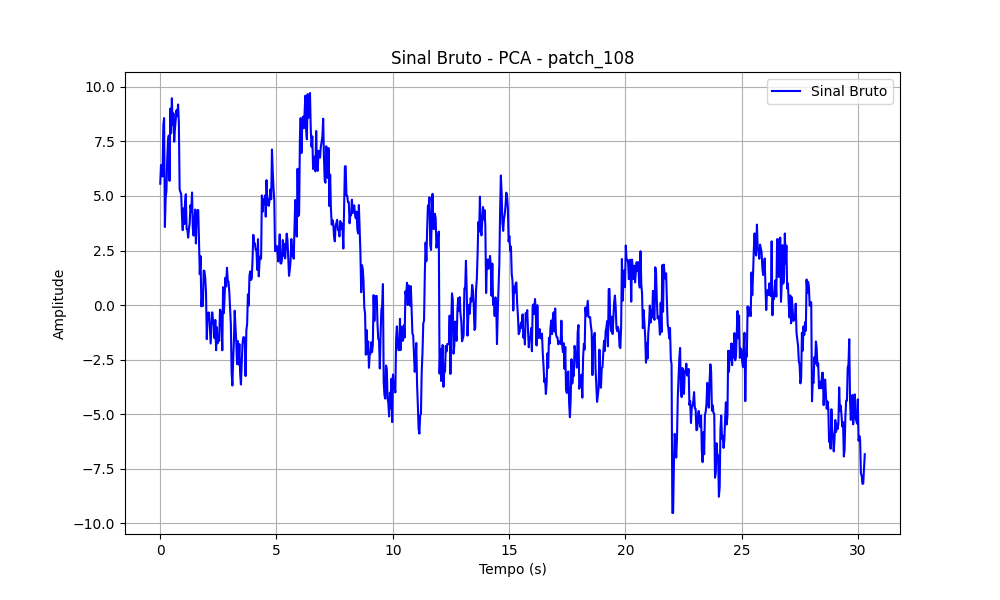 Sinal Bruto - PCA - patch_108
Sinal Bruto
Amplitude
10.0
7.5
5.0
2.5
0.0
−2.5
−5.0
−7.5
−10.0
0 5 10 15 20 25 30
Tempo (s)